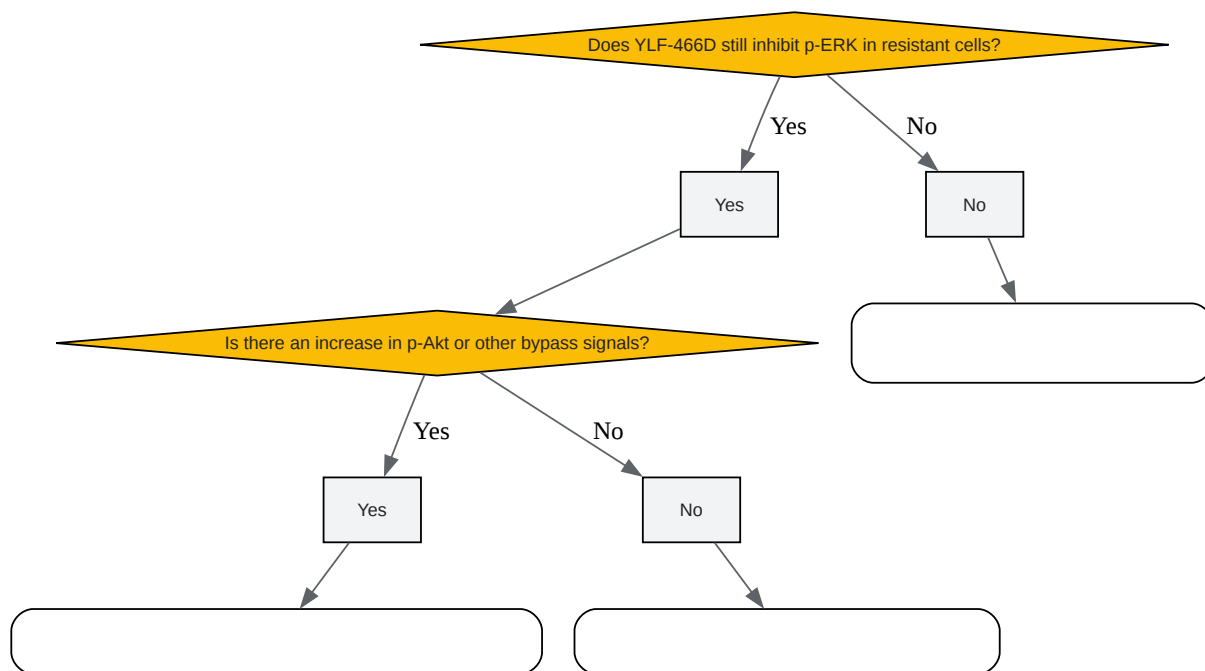 Does YLF-466D still inhibit p-ERK in resistant cells?
Yes
No
Yes
No
Is there an increase in p-Akt or other bypass signals?
Yes
No
Yes
No